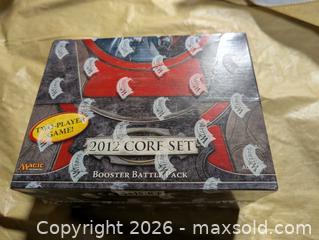 TWO-PLAYER
GAME!
2012 CORE SET
MAGIC
BOOSTER BATTLE PACK
Copyright 2026 - maxsold.com